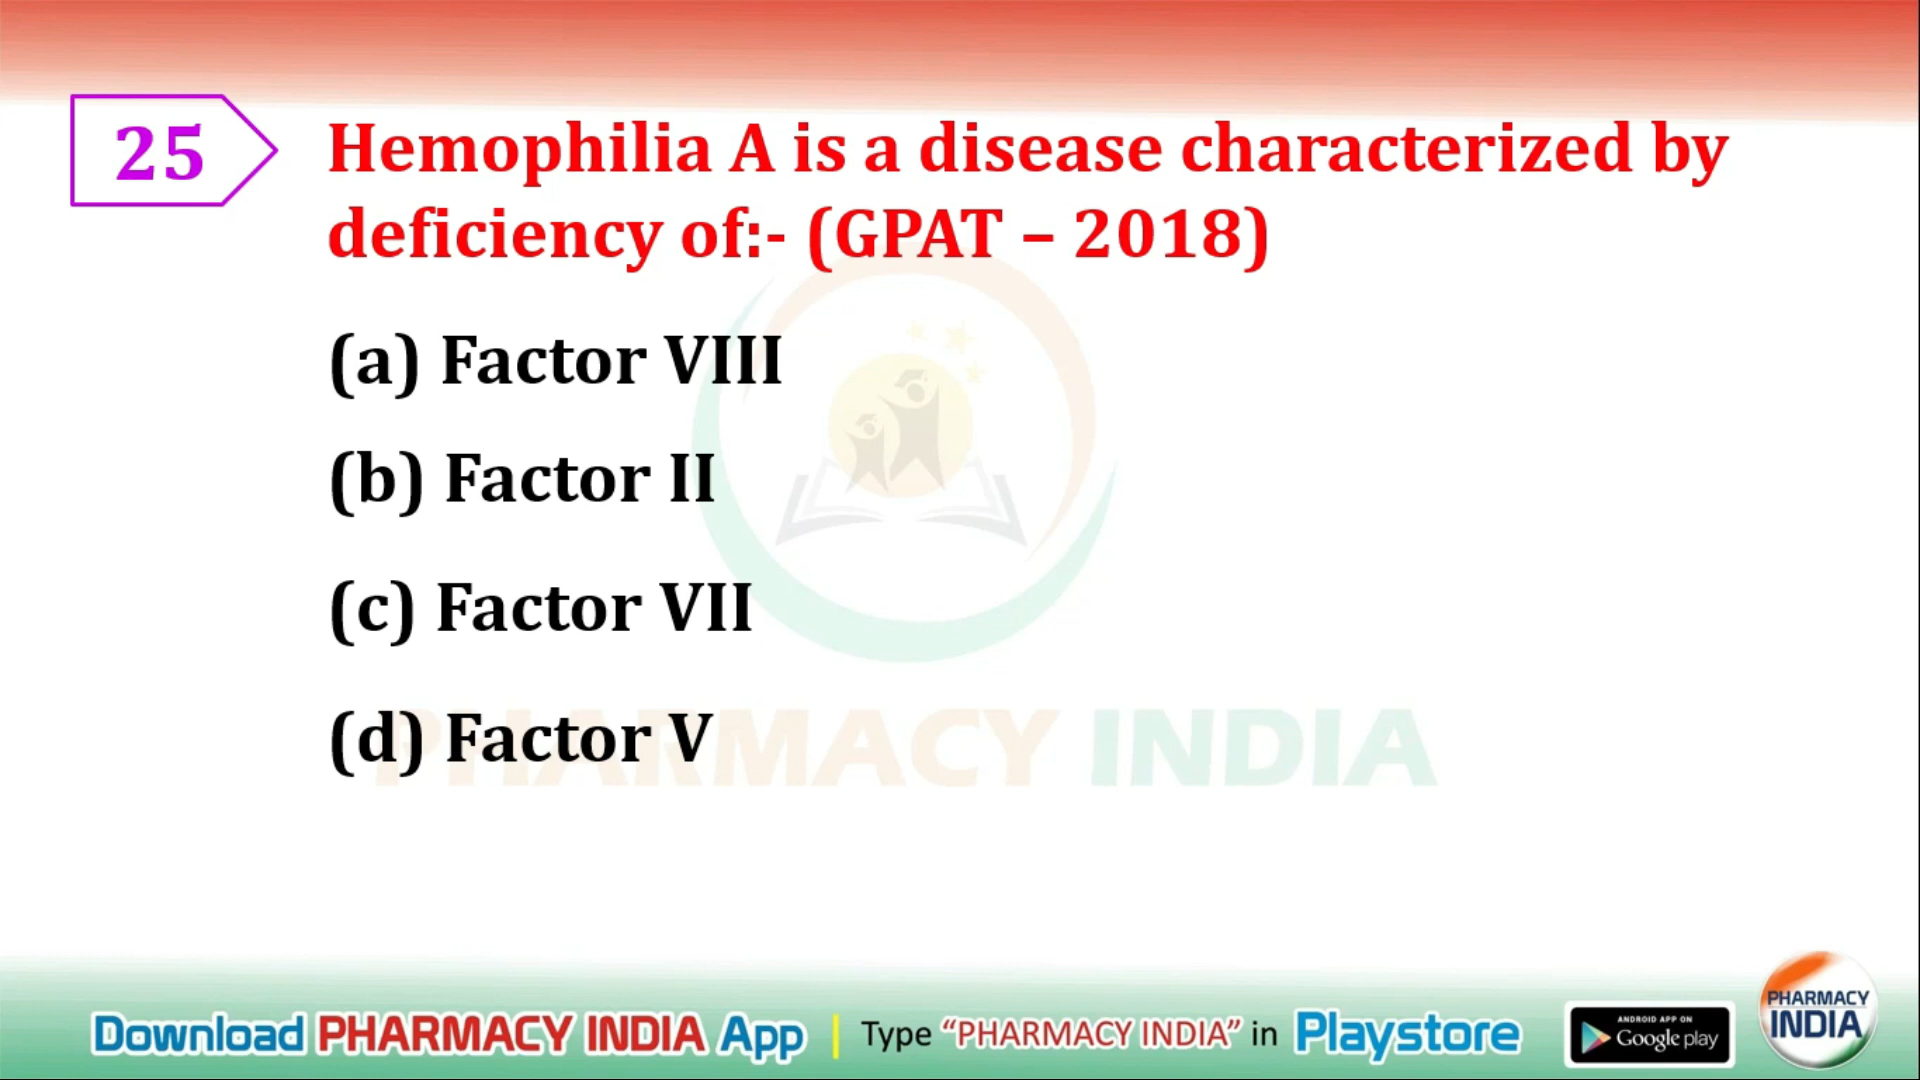 25
Hemophilia A is a disease characterized by
deficiency of:- (GPAT – 2018)
(a) Factor VIII
(b) Factor II
(c) Factor VII
(d) Factor V
PHARMACY INDIA
Download PHARMACY INDIA App | Type “PHARMACY INDIA” in Playstore
ANDROID APP ON
Google play
PHARMACY
INDIA